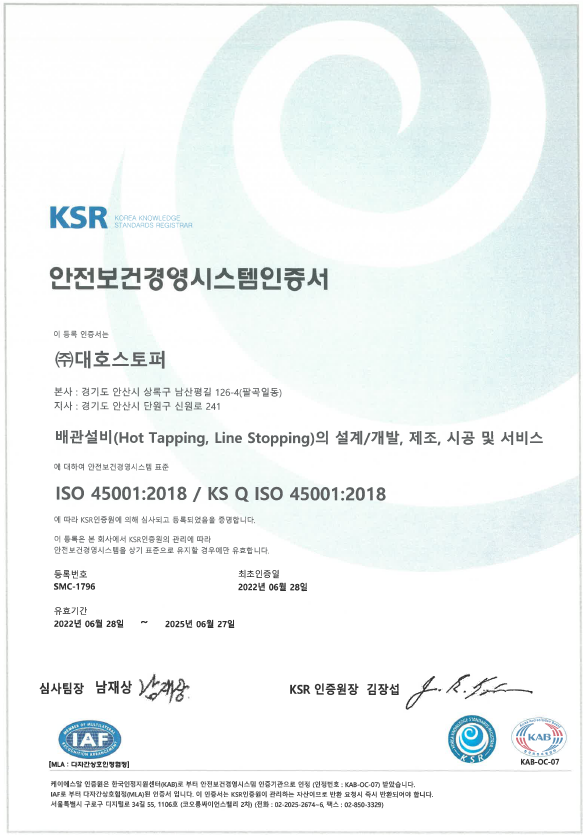 KSR KOREA KNOWLEDGE
STANDARDS REGISTRAR
안전보건경영시스템인증서
이 등록 인증서는
㈜대호스토퍼
본사 : 경기도 안산시 상록구 남산평길 126-4(팔곡일동)
지사 : 경기도 안산시 단원구 신원로 241
배관설비(Hot Tapping, Line Stopping)의 설계/개발, 제조, 시공 및 서비스
에 대하여 안전보건경영시스템 표준
ISO 45001:2018 / KS Q ISO 45001:2018
에 따라 KSR인증원에 의해 심사되고 등록되었음을 증명합니다.
이 등록은 본 회사에서 KSR인증원의 관리에 따라
안전보건경영시스템을 상기 표준으로 유지할 경우에만 유효합니다.
등록번호 최초인증일
SMC-1796 2022년 06월 28일
유효기간
2022년 06월 28일 ~ 2025년 06월 27일
심사팀장 남재상 남재상
KSR 인증원장 김장섭
MEMBER OF MULTILATERAL
IAF
RECOGNITION ARRANGEMENT
KOREA KNOWLEDGE STANDARDS REGISTRAR
KSR
KAB
[MLA : 다자간상호인정협정]
KAB-OC-07
케이에스알 인증원은 한국인정지원센터(KAB)로 부터 안전보건경영시스템 인증기관으로 인정 (인정번호 : KAB-OC-07) 받았습니다.
IAF로 부터 다자간상호협정(MLA)된 인증서 입니다. 이 인증서는 KSR인증원이 관리하는 자산이므로 반환 요청시 즉시 반환되어야 합니다.
서울특별시 구로구 디지털로 34길 55, 1106호 (코오롱싸이언스밸리 2차) (전화 : 02-2025-2674~6, 팩스 : 02-850-3329)